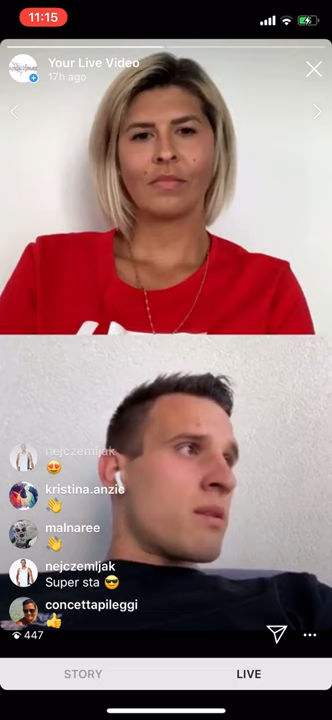 11:15
Your Live Video
17h ago
nejczemljak
😍
kristina.anzic
👋
malnaree
👋
nejczemljak
Super sta 😎
concettapileggi
👍
447
STORY
LIVE